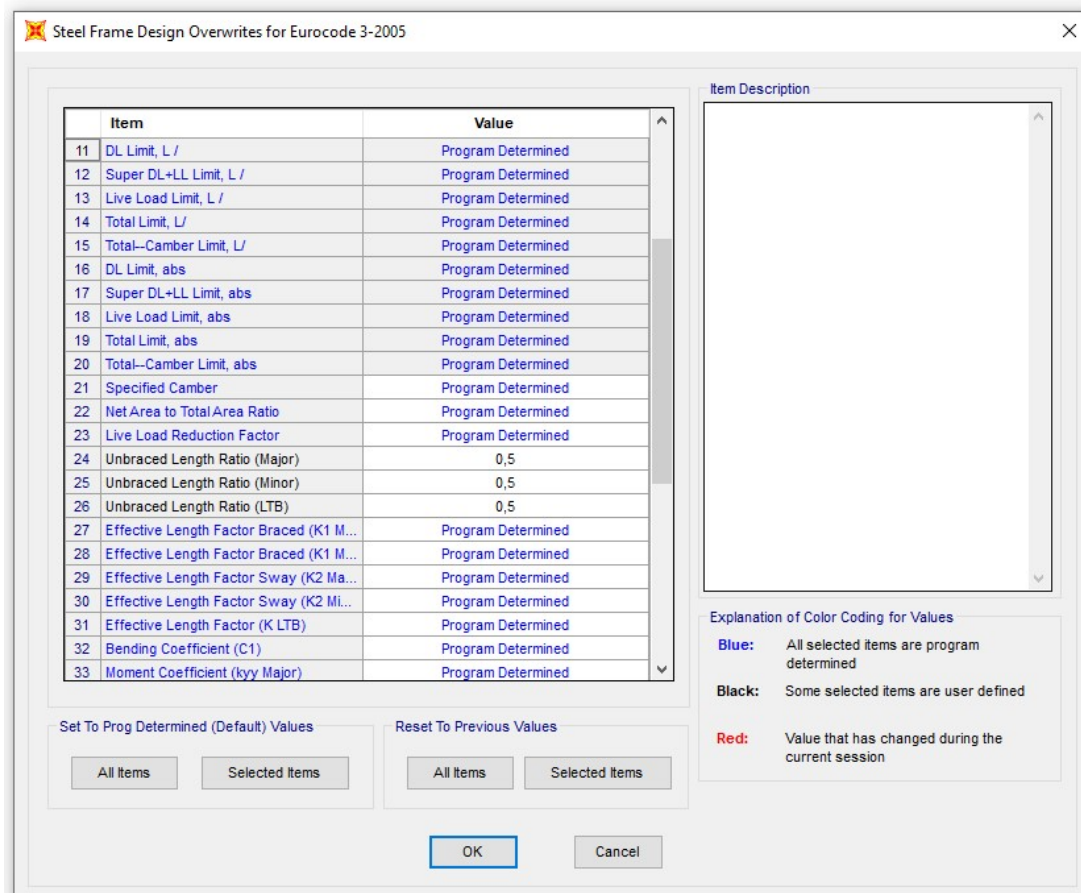 Steel Frame Design Overwrites for Eurocode 3-2005
Item Value
11 DL Limit, L / Program Determined
12 Super DL+LL Limit, L / Program Determined
13 Live Load Limit, L / Program Determined
14 Total Limit, L/ Program Determined
15 Total--Camber Limit, L/ Program Determined
16 DL Limit, abs Program Determined
17 Super DL+LL Limit, abs Program Determined
18 Live Load Limit, abs Program Determined
19 Total Limit, abs Program Determined
20 Total--Camber Limit, abs Program Determined
21 Specified Camber Program Determined
22 Net Area to Total Area Ratio Program Determined
23 Live Load Reduction Factor Program Determined
24 Unbraced Length Ratio (Major) 0,5
25 Unbraced Length Ratio (Minor) 0,5
26 Unbraced Length Ratio (LTB) 0,5
27 Effective Length Factor Braced (K1 M... Program Determined
28 Effective Length Factor Braced (K1 M... Program Determined
29 Effective Length Factor Sway (K2 Ma... Program Determined
30 Effective Length Factor Sway (K2 Mi... Program Determined
31 Effective Length Factor (K LTB) Program Determined
32 Bending Coefficient (C1) Program Determined
33 Moment Coefficient (kyy Major) Program Determined
Item Description
Explanation of Color Coding for Values
Blue: All selected items are program
determined
Black: Some selected items are user defined
Red: Value that has changed during the
current session
Set To Prog Determined (Default) Values
All Items Selected Items
Reset To Previous Values
All Items Selected Items
OK Cancel